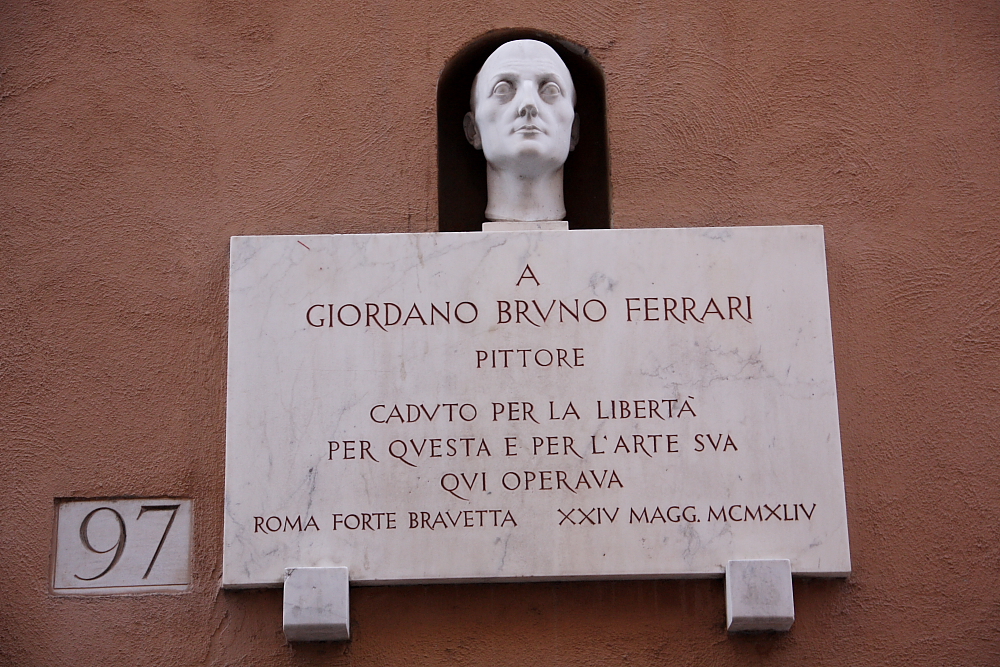 A
GIORDANO BRVNO FERRARI
PITTORE
CADVTO PER LA LIBERTÀ
PER QVESTA E PER L'ARTE SVA
QVI OPERAVA
ROMA FORTE BRAVETTA XXIV MAGG. MCMXLIV
97